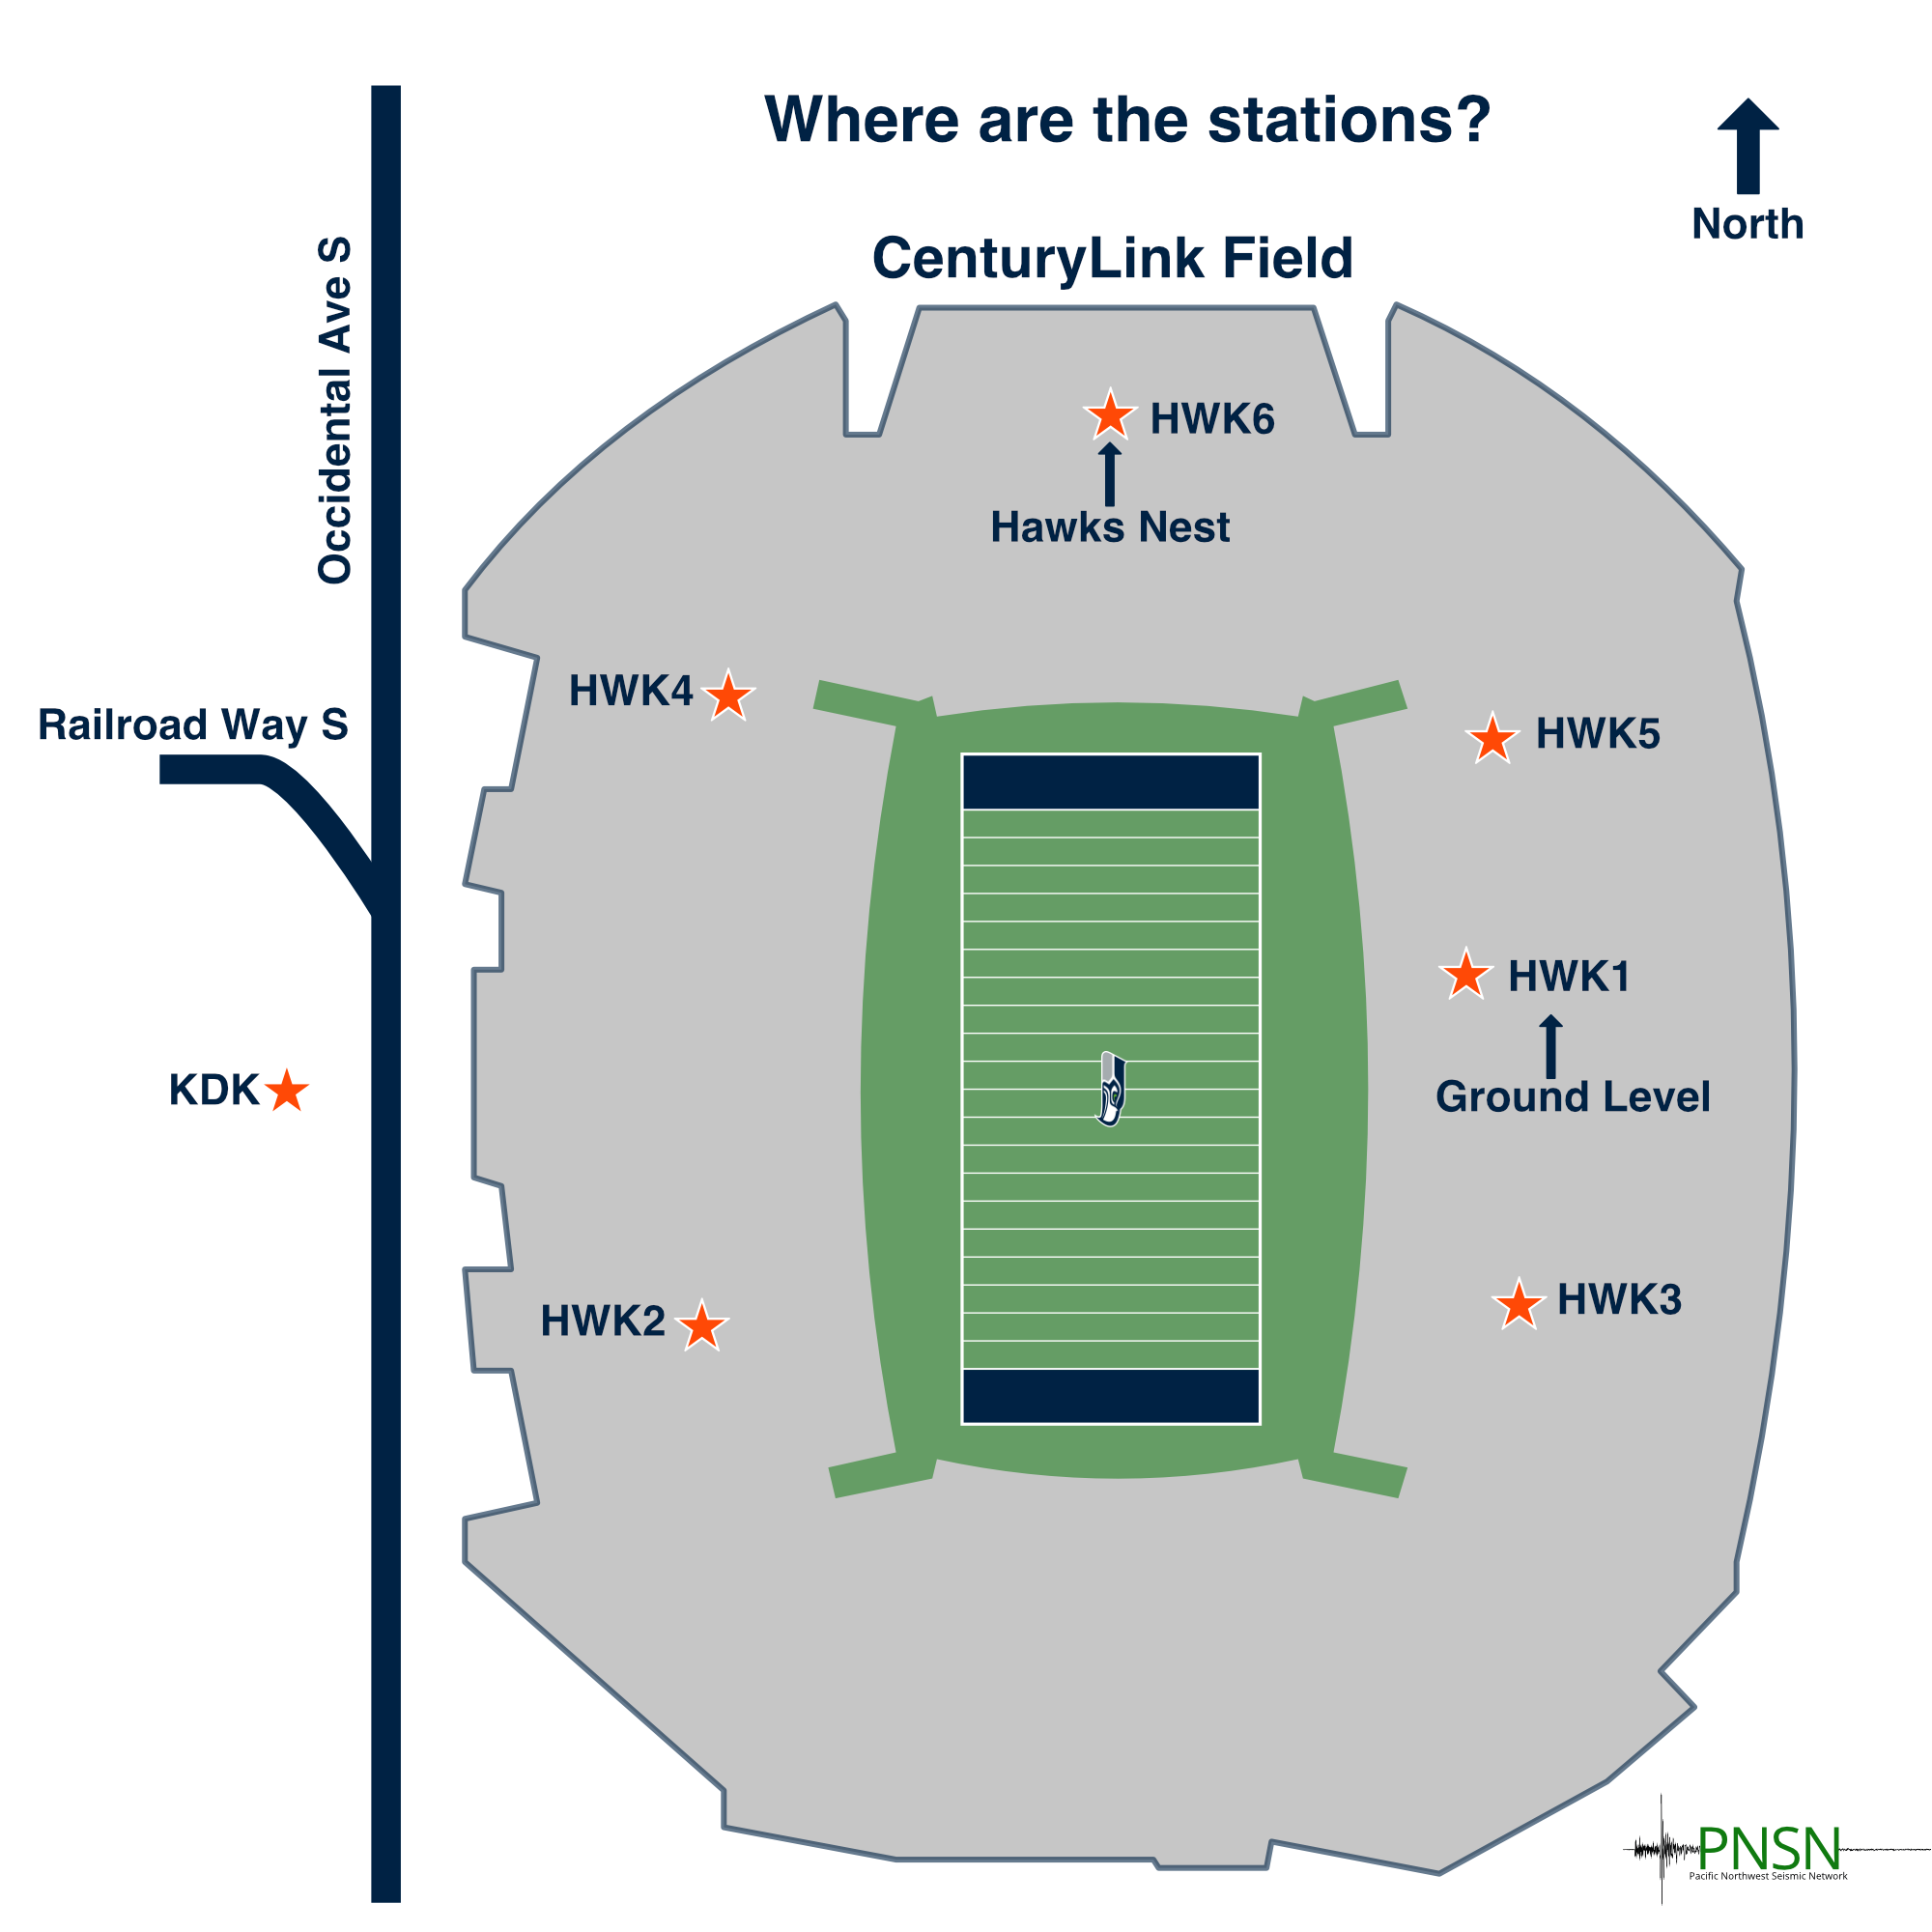 Where are the stations?
North
CenturyLink Field
Occidental Ave S
HWK6
Hawks Nest
HWK4
Railroad Way S
HWK5
HWK1
KDK
Ground Level
HWK2
HWK3
PNSN
Pacific Northwest Seismic Network